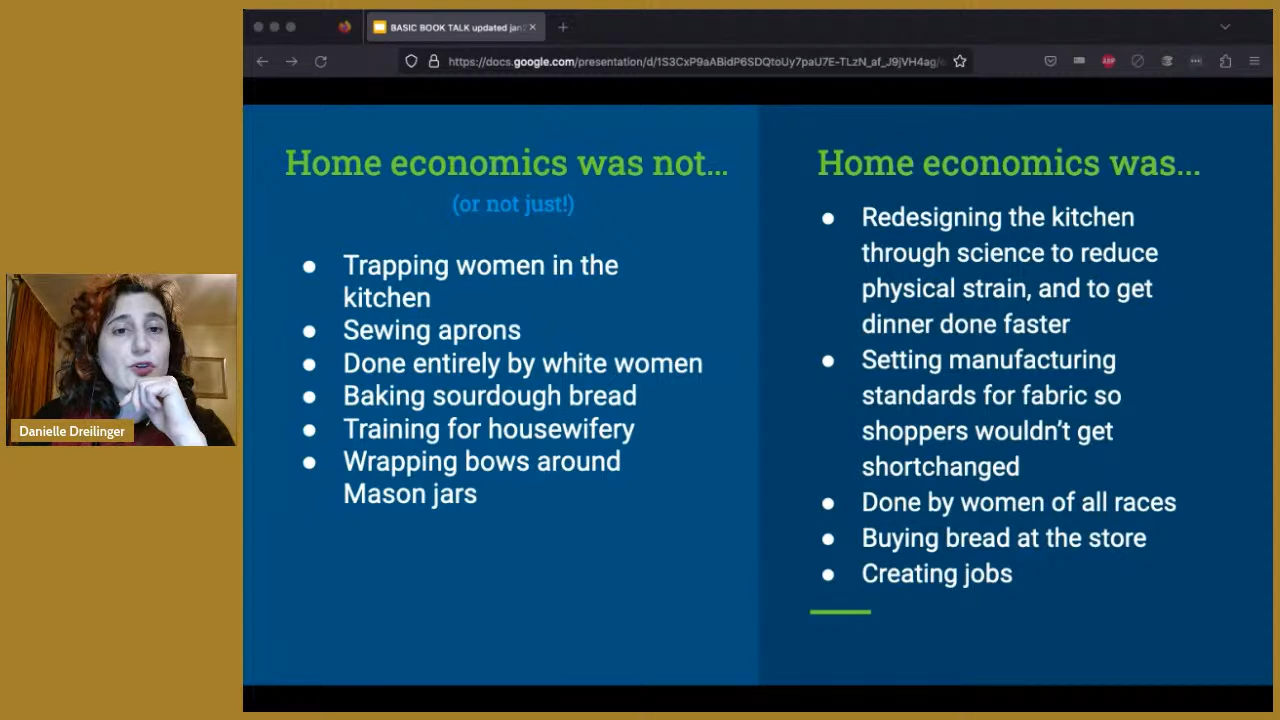 BASIC BOOK TALK updated jan
https://docs.google.com/presentation/d/1S3CxP9aABidP6SDQtoUy7paU7E-TLzN_af_J9jVH4ag/
ABP
Home economics was not...
(or not just!)
● Trapping women in the
kitchen
● Sewing aprons
● Done entirely by white women
● Baking sourdough bread
● Training for housewifery
● Wrapping bows around
Mason jars
Home economics was...
● Redesigning the kitchen
through science to reduce
physical strain, and to get
dinner done faster
● Setting manufacturing
standards for fabric so
shoppers wouldn’t get
shortchanged
● Done by women of all races
● Buying bread at the store
● Creating jobs
Danielle Dreilinger